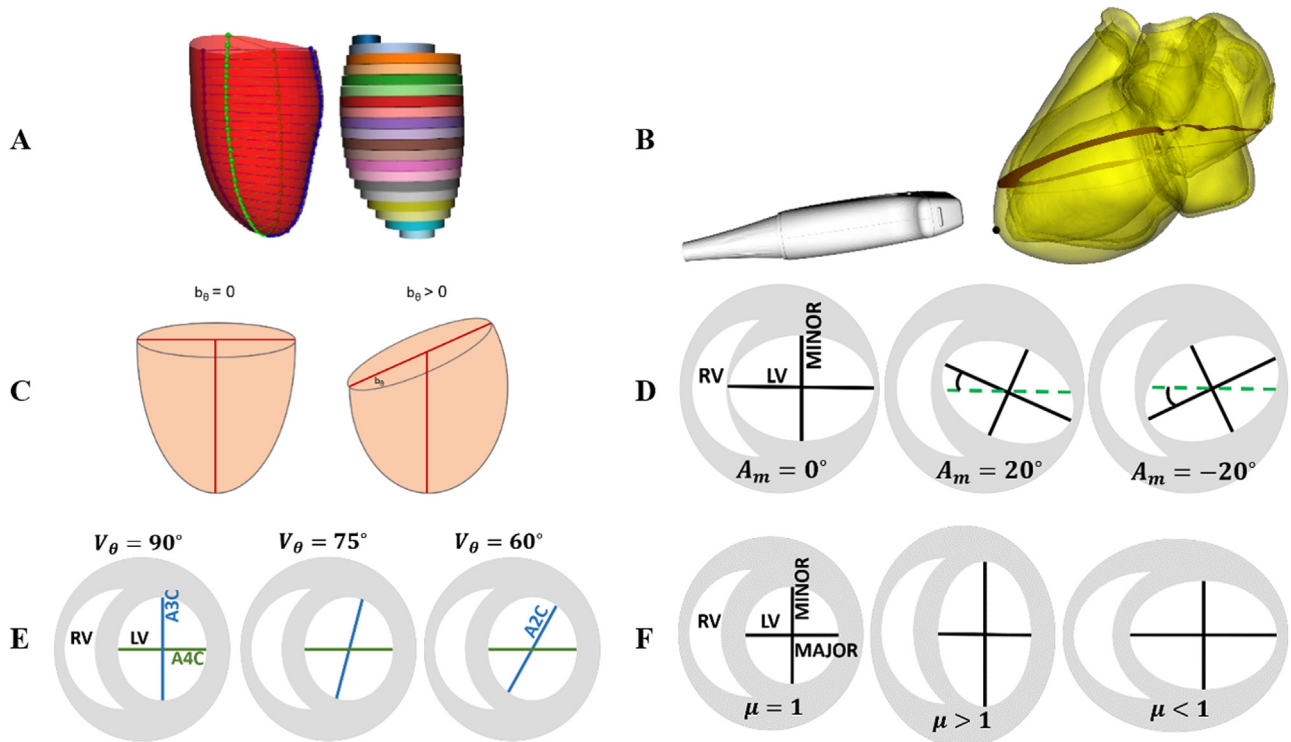 A
B
C
b_θ = 0
b_θ > 0
b_θ
D
RV
LV
MINOR
A_m = 0°
A_m = 20°
A_m = −20°
E
V_θ = 90°
V_θ = 75°
V_θ = 60°
RV
LV
A3C
A4C
A2C
F
RV
LV
MINOR
MAJOR
μ = 1
μ > 1
μ < 1